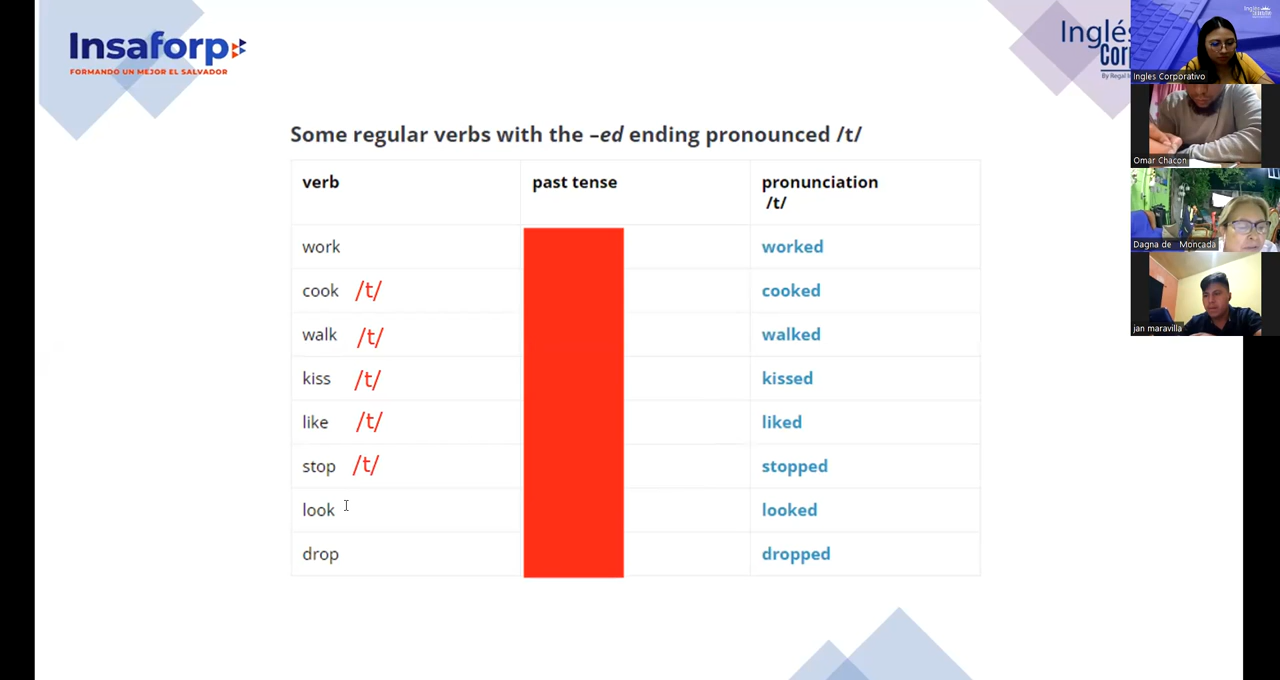 Insaforp
FORMANDO UN MEJOR EL SALVADOR
Inglés
Corp
By Regal
Some regular verbs with the –ed ending pronounced /t/
verb past tense pronunciation
/t/
work worked
cook /t/ cooked
walk /t/ walked
kiss /t/ kissed
like /t/ liked
stop /t/ stopped
look looked
drop dropped
Ingles Corporativo
Omar Chacon
Dagna de Moncada
jan maravilla